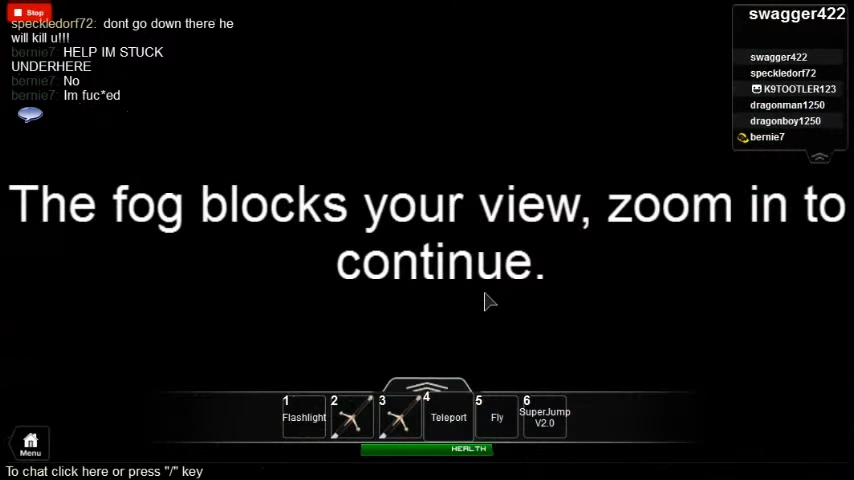 Stop
speckledorf72: dont go down there he
will kill u!!!
bernie7: HELP IM STUCK
UNDERHERE
bernie7: No
bernie7: Im fuc*ed
swagger422
swagger422
speckledorf72
K9TOOTLER123
dragonman1250
dragonboy1250
bernie7
The fog blocks your view, zoom in to
continue.
1 Flashlight
2
3
4 Teleport
5 Fly
6 SuperJump
V2.0
HEALTH
Menu
To chat click here or press "/" key